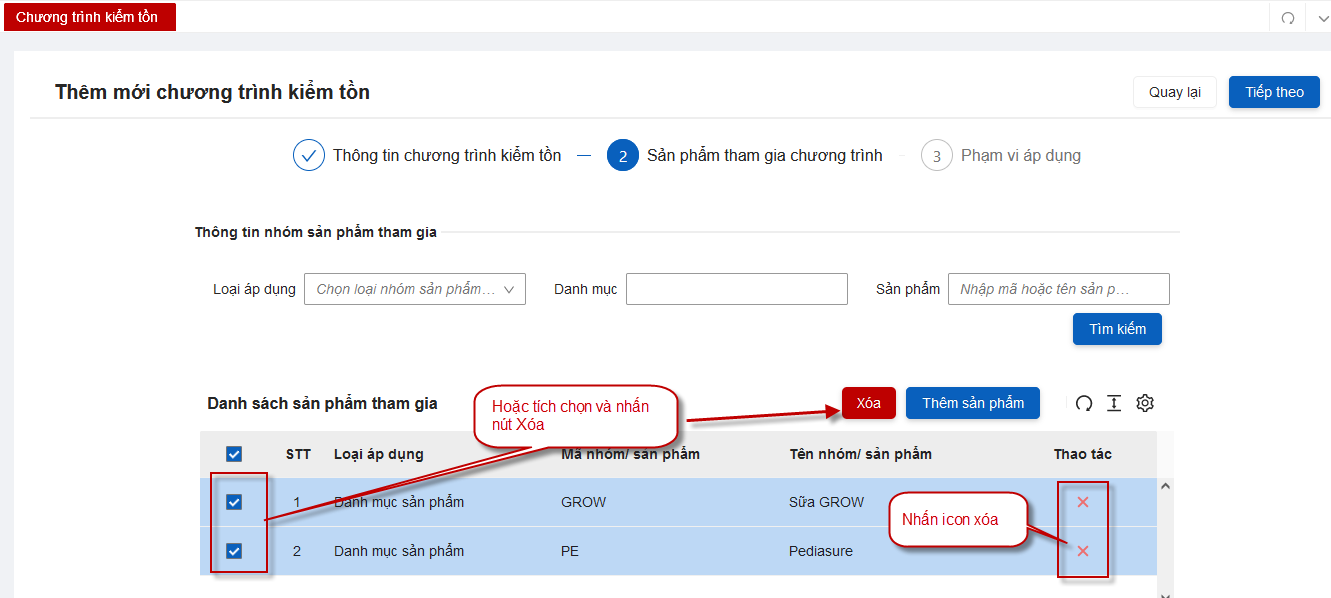 Chương trình kiểm tồn
Thêm mới chương trình kiểm tồn
Quay lại
Tiếp theo
Thông tin chương trình kiểm tồn
2
Sản phẩm tham gia chương trình
3
Phạm vi áp dụng
Thông tin nhóm sản phẩm tham gia
Loại áp dụng
Chọn loại nhóm sản phẩm...
Danh mục
Sản phẩm
Nhập mã hoặc tên sản p...
Tìm kiếm
Danh sách sản phẩm tham gia
Hoặc tích chọn và nhấn
nút Xóa
Xóa
Thêm sản phẩm
STT
Loại áp dụng
Mã nhóm/ sản phẩm
Tên nhóm/ sản phẩm
Thao tác
1
Danh mục sản phẩm
GROW
Sữa GROW
Nhấn icon xóa
2
Danh mục sản phẩm
PE
Pediasure